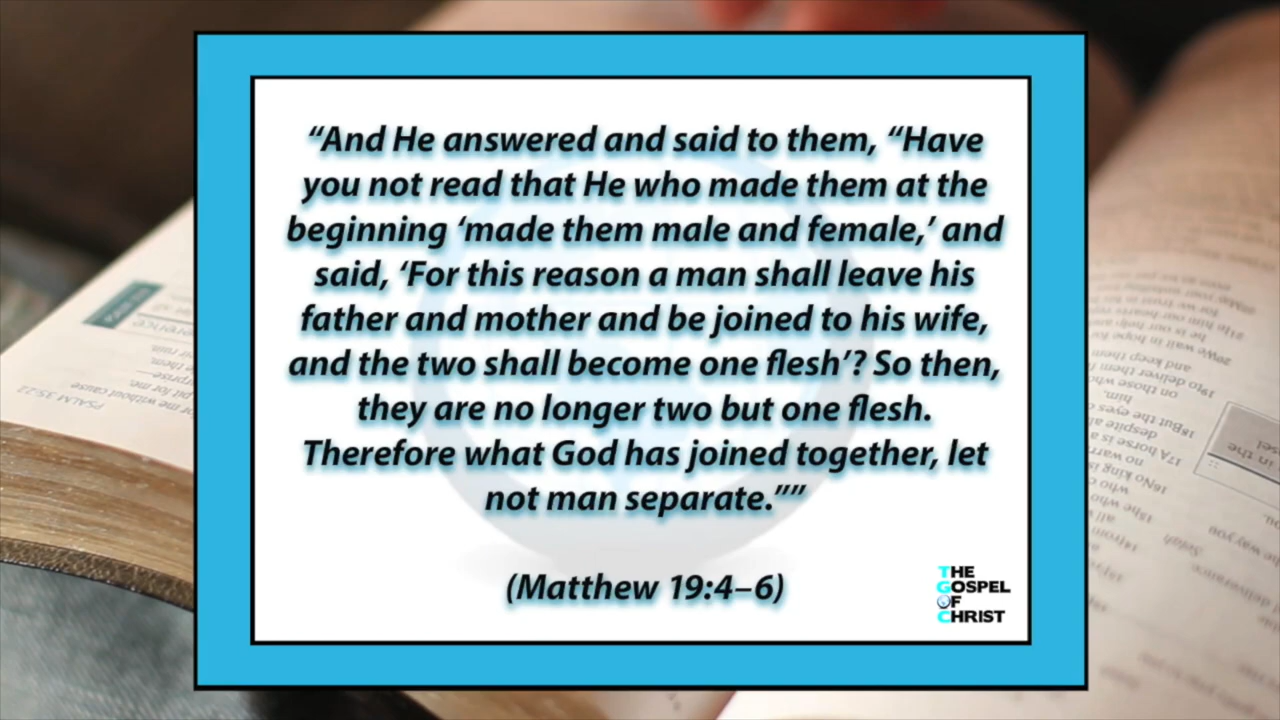 “And He answered and said to them, “Have
you not read that He who made them at the
beginning ‘made them male and female,’ and
said, ‘For this reason a man shall leave his
father and mother and be joined to his wife,
and the two shall become one flesh’? So then,
they are no longer two but one flesh.
Therefore what God has joined together, let
not man separate.””
(Matthew 19:4–6)
THE
GOSPEL
OF
CHRIST
PSALM 35:22